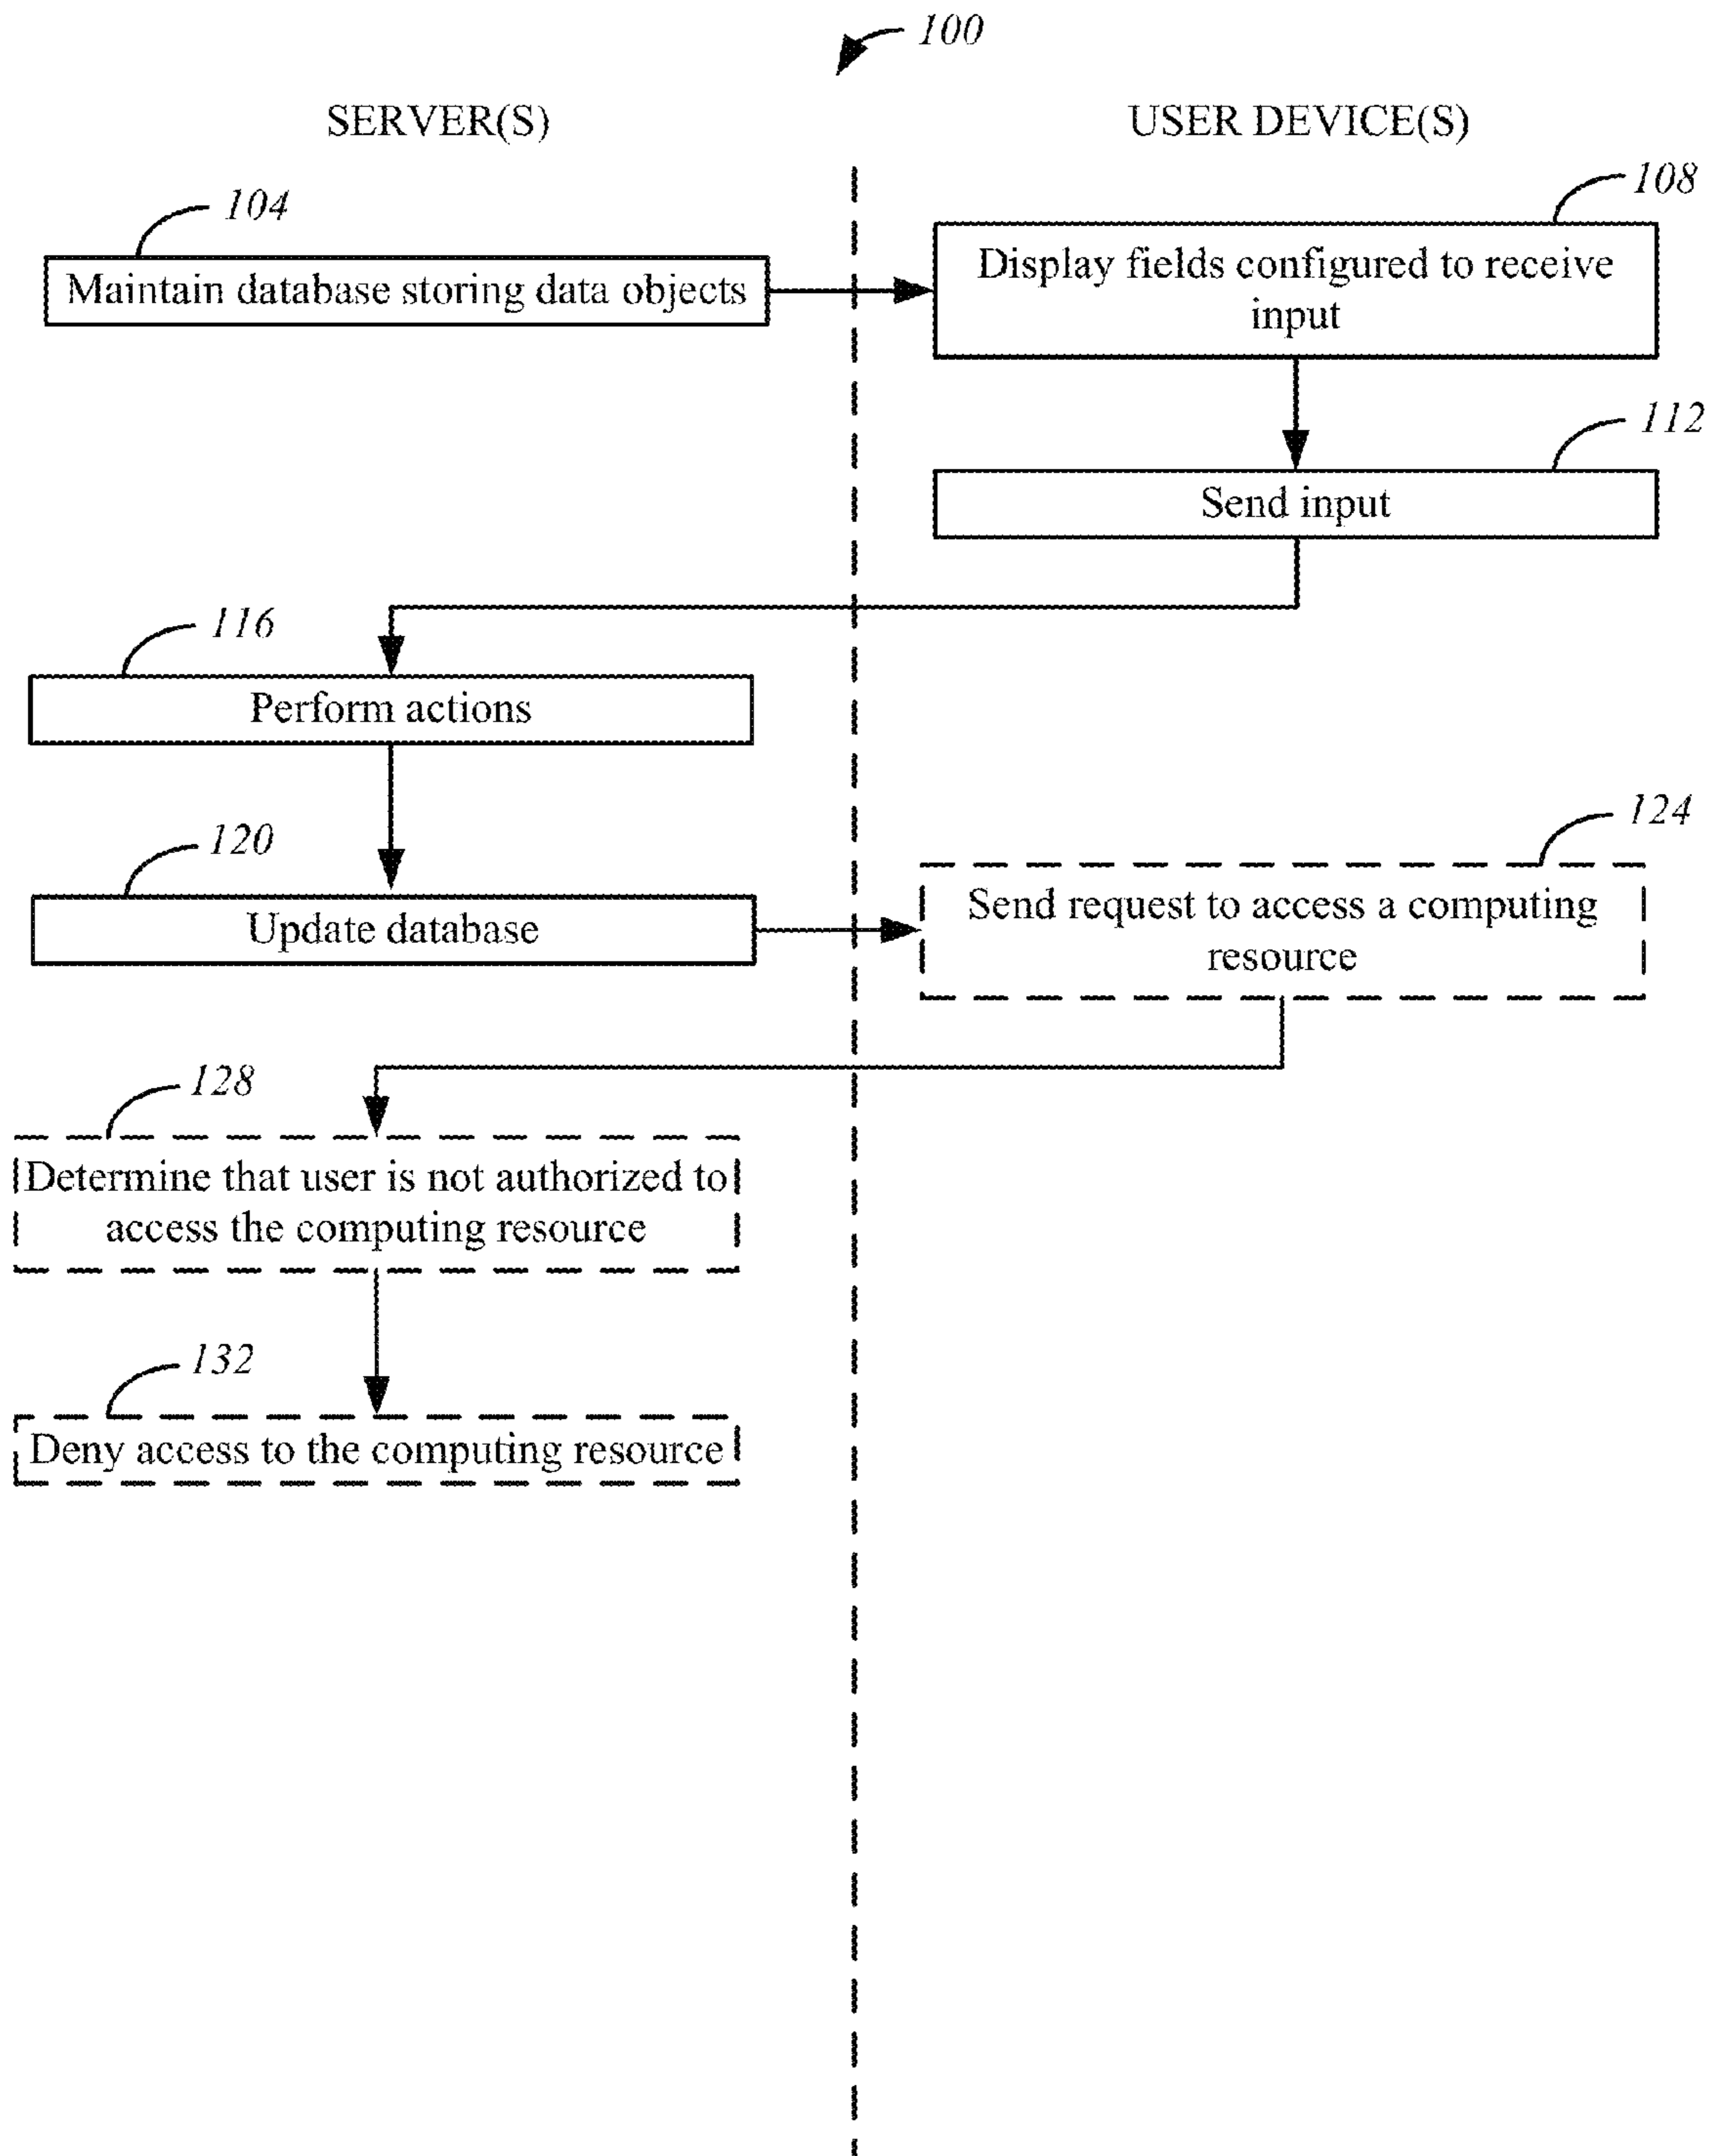 100
SERVER(S)
USER DEVICE(S)
104
108
Maintain database storing data objects
Display fields configured to receive
input
112
Send input
116
Perform actions
120
124
Update database
Send request to access a computing
resource
128
Determine that user is not authorized to
access the computing resource
132
Deny access to the computing resource